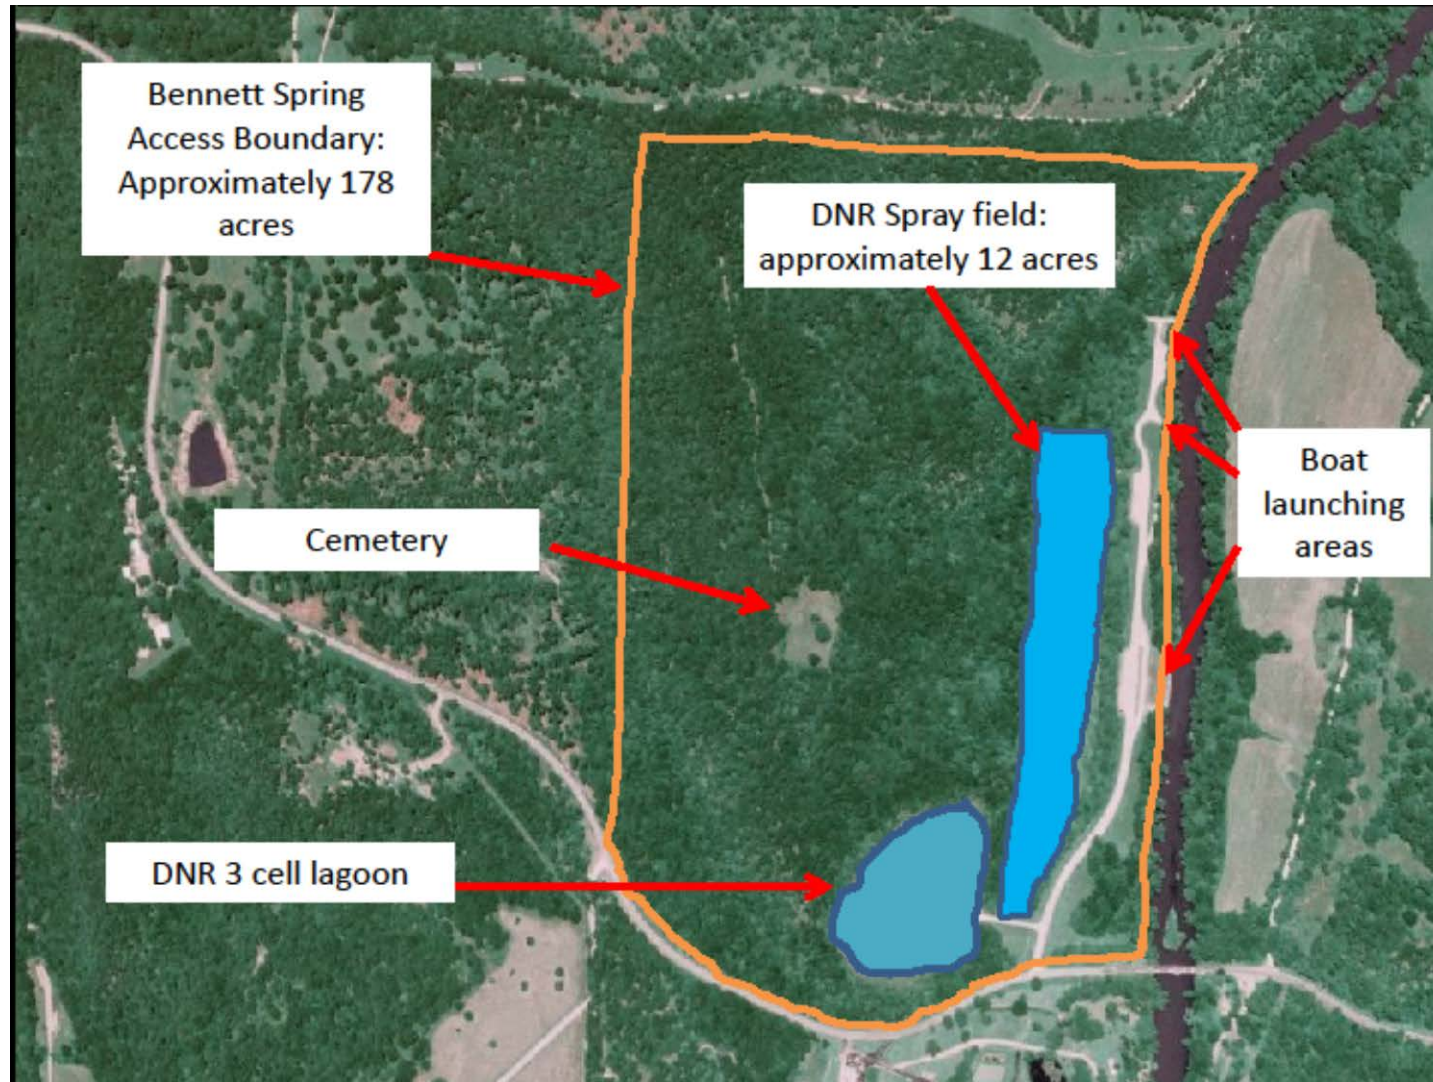 Bennett Spring
Access Boundary:
Approximately 178
acres
DNR Spray field:
approximately 12 acres
Boat
launching
areas
Cemetery
DNR 3 cell lagoon